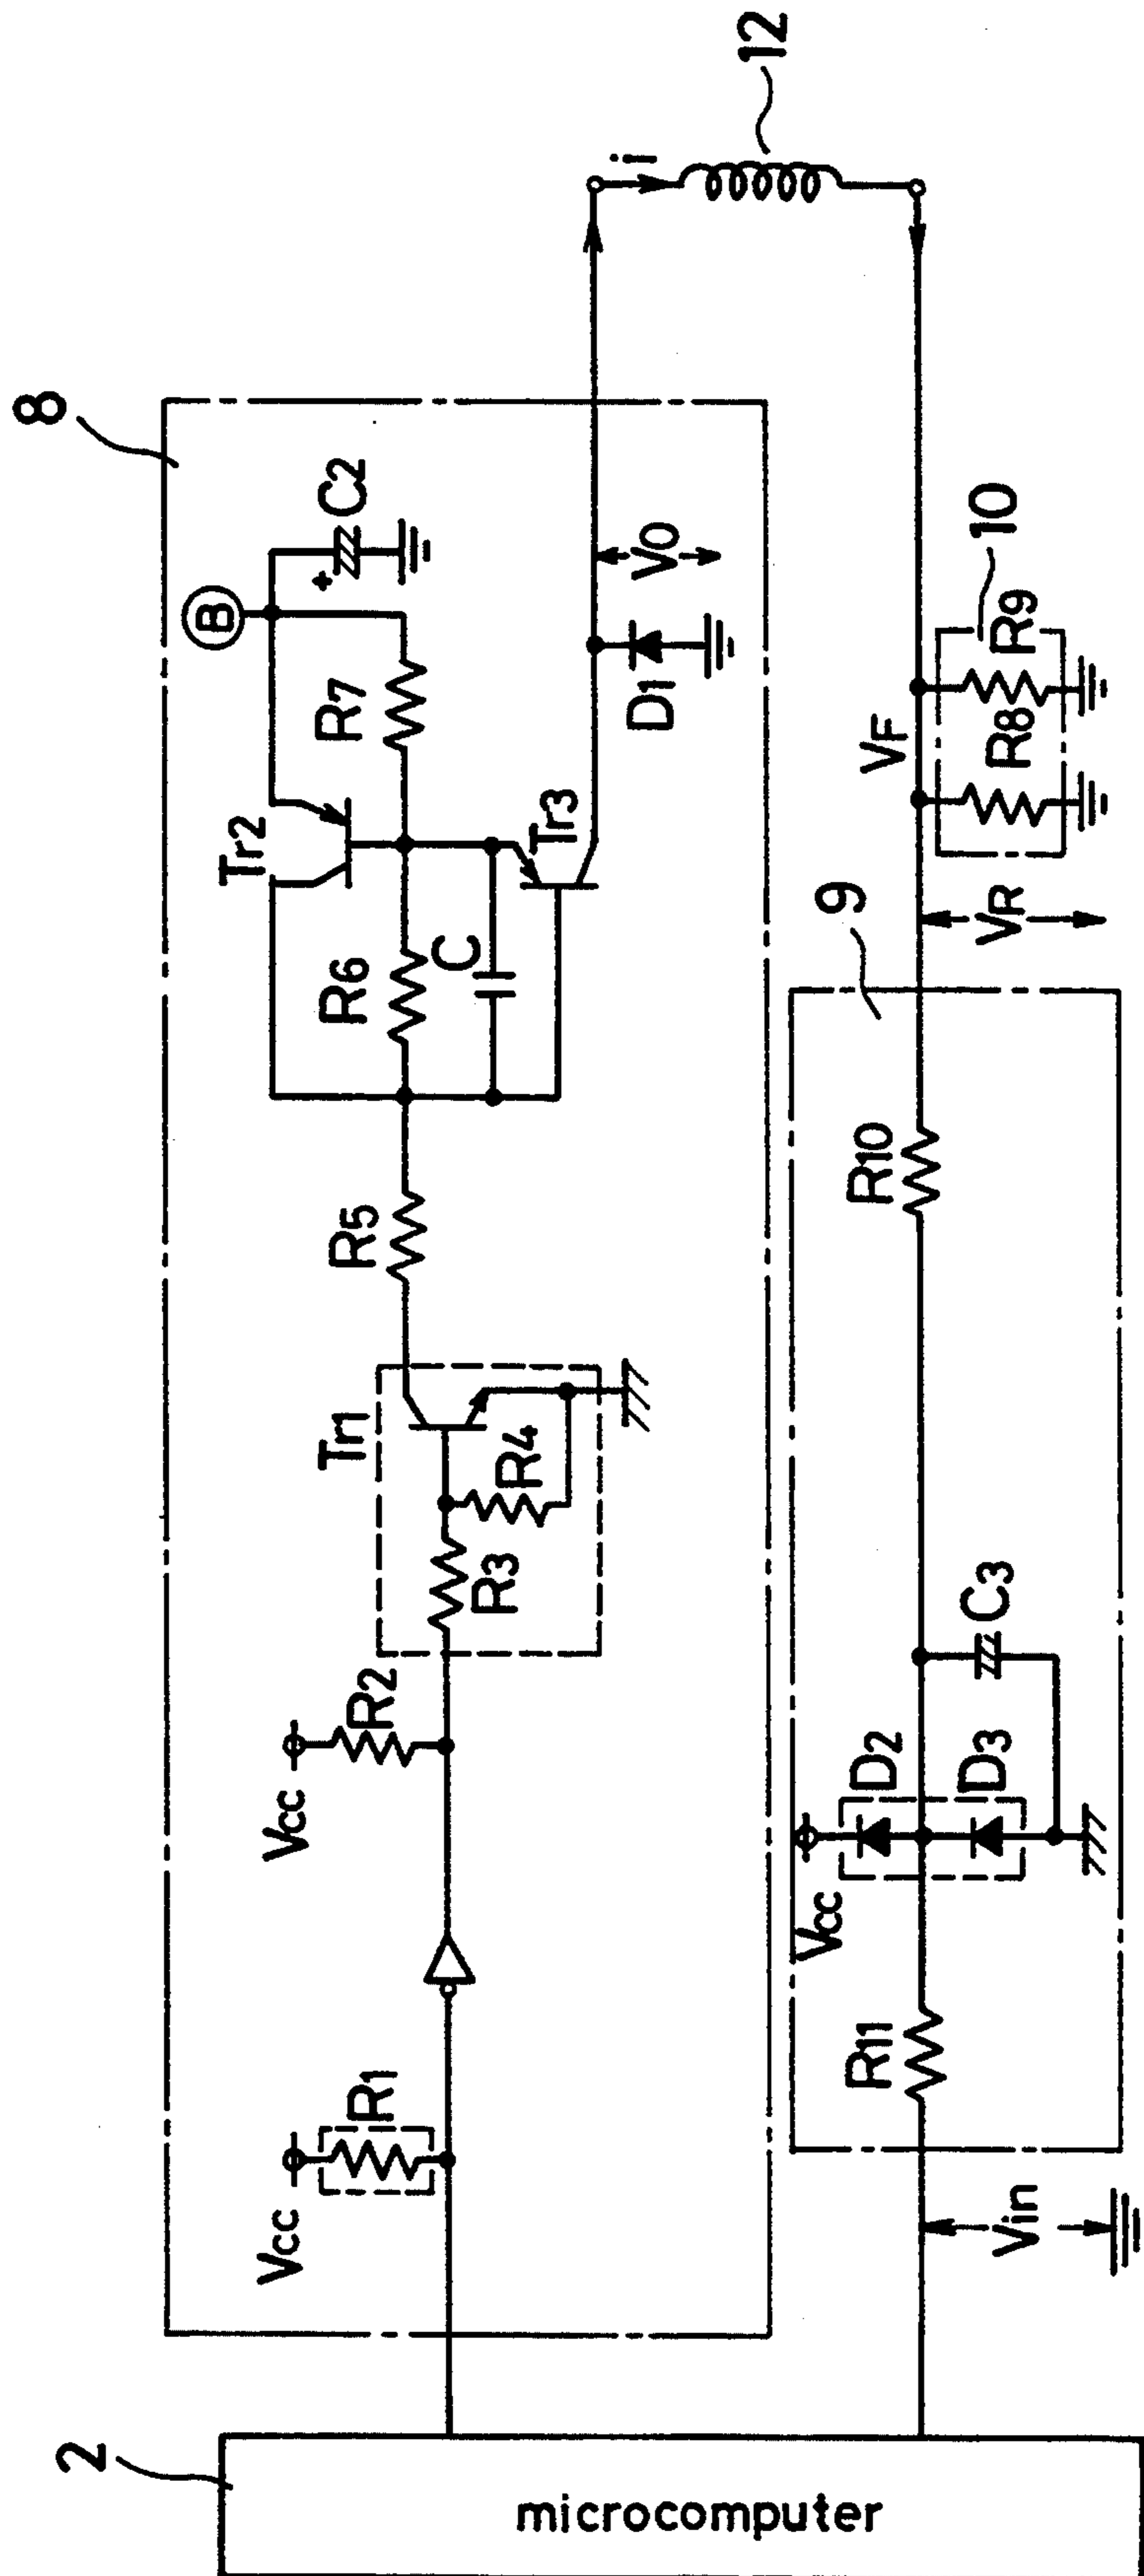 8
B
C2
+
Tr2
R7
R6
C
Tr3
R5
Tr1
R3
R4
Vcc
R2
Vcc
R1
D1
Vo
i
12
2
microcomputer
9
VF
10
R8
R9
VR
R10
Vcc
D2
D3
C3
R11
Vin